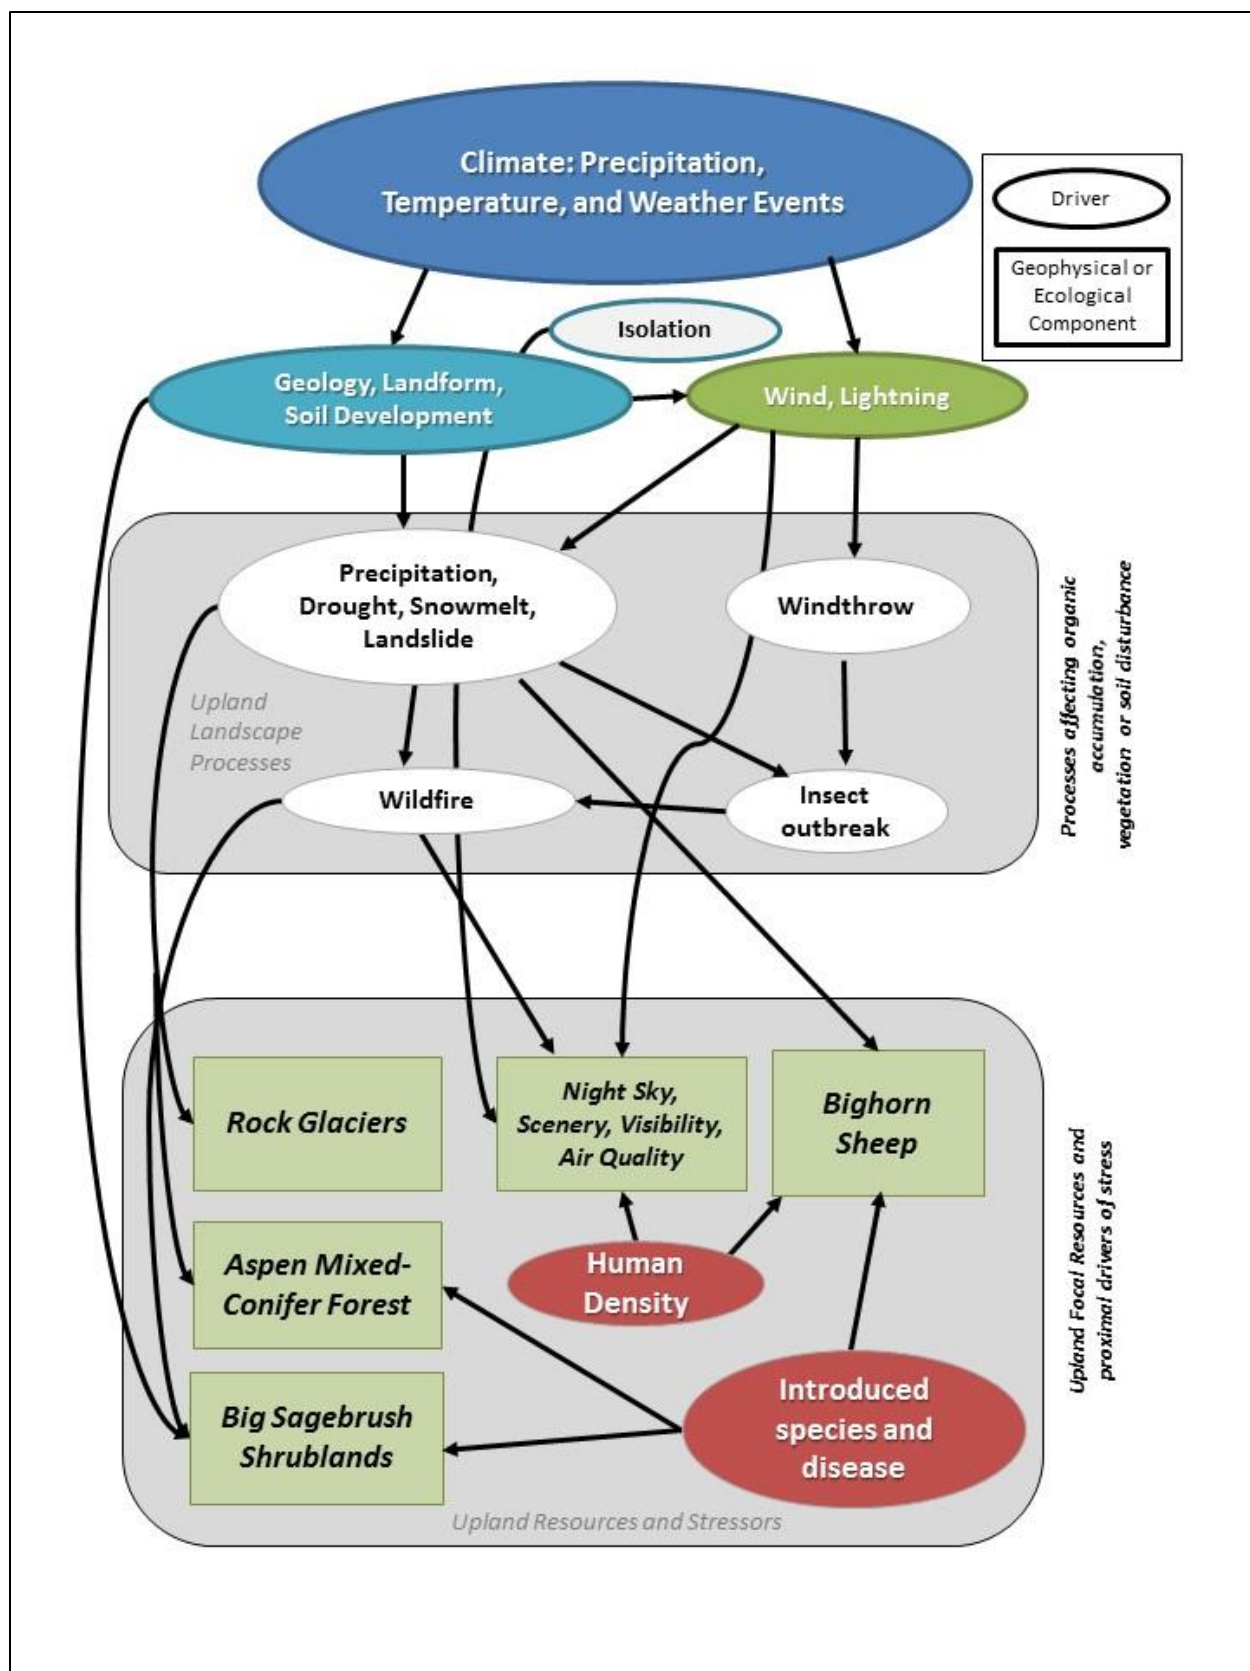 Climate: Precipitation,
Temperature, and Weather Events
Driver
Geophysical or
Ecological
Component
Isolation
Geology, Landform,
Soil Development
Wind, Lightning
Precipitation,
Drought, Snowmelt,
Landslide
Windthrow
Upland
Landscape
Processes
Wildfire
Insect
outbreak
Processes affecting organic
accumulation,
vegetation or soil disturbance
Rock Glaciers
Night Sky,
Scenery, Visibility,
Air Quality
Bighorn
Sheep
Aspen Mixed-
Conifer Forest
Human
Density
Big Sagebrush
Shrublands
Introduced
species and
disease
Upland Resources and Stressors
Upland Focal Resources and
proximal drivers of stress